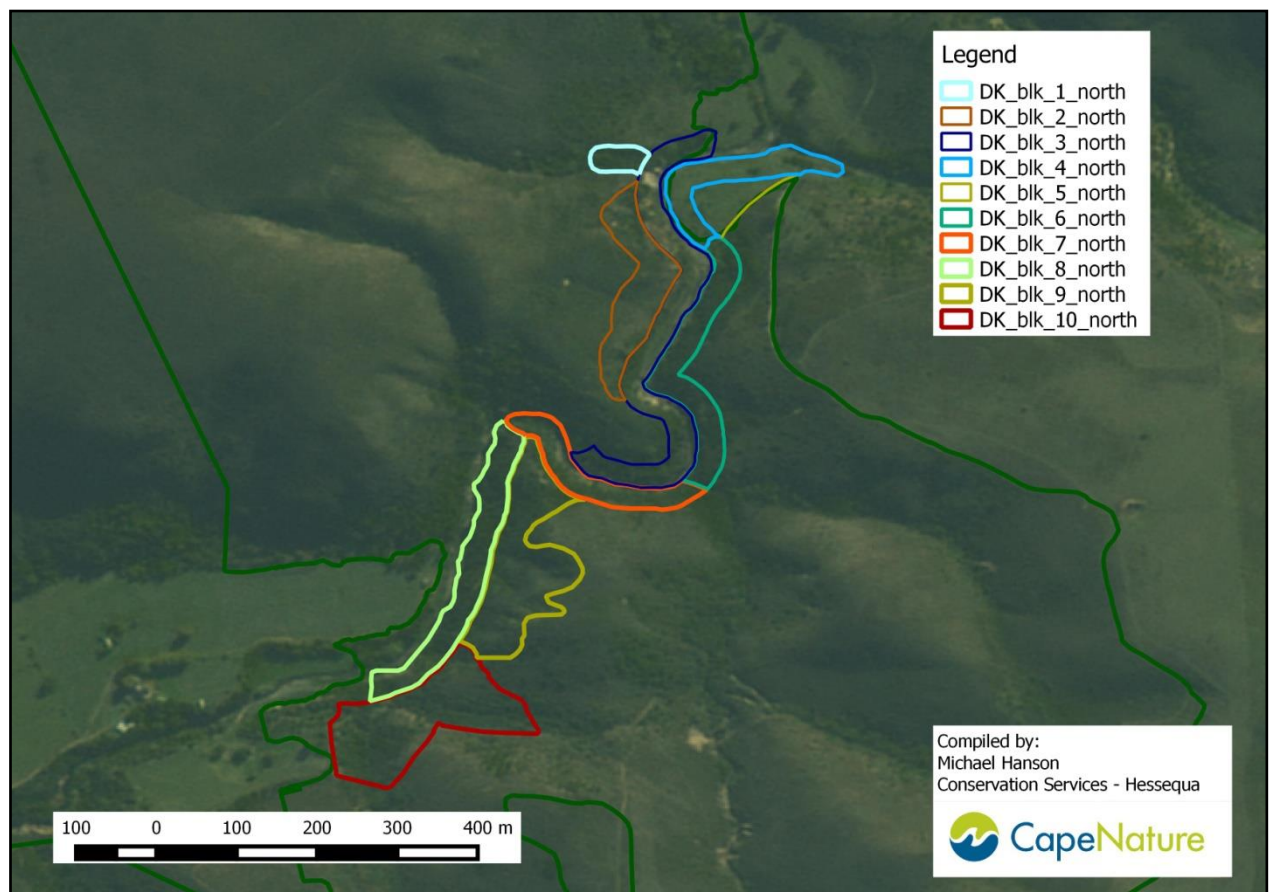 Legend
DK_blk_1_north
DK_blk_2_north
DK_blk_3_north
DK_blk_4_north
DK_blk_5_north
DK_blk_6_north
DK_blk_7_north
DK_blk_8_north
DK_blk_9_north
DK_blk_10_north
Compiled by:
Michael Hanson
Conservation Services - Hessequa
CapeNature
100 0 100 200 300 400 m